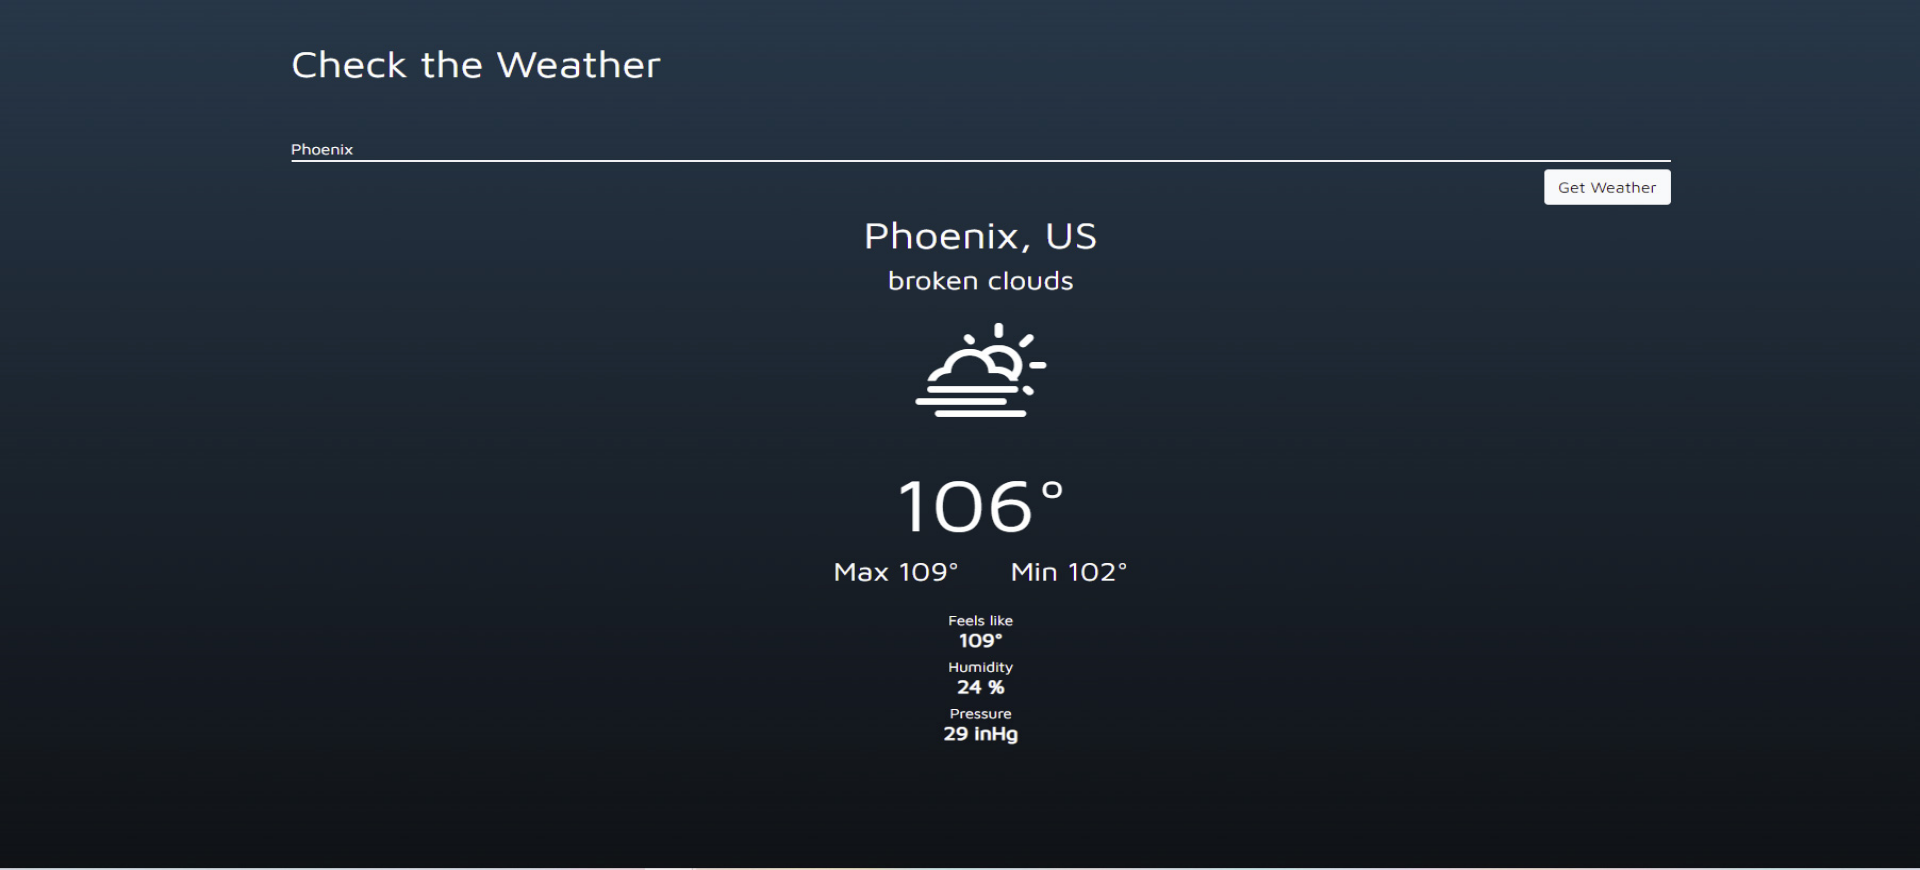 Check the Weather
Phoenix
Get Weather
Phoenix, US
broken clouds
106°
Max 109° Min 102°
Feels like
109°
Humidity
24 %
Pressure
29 inHg